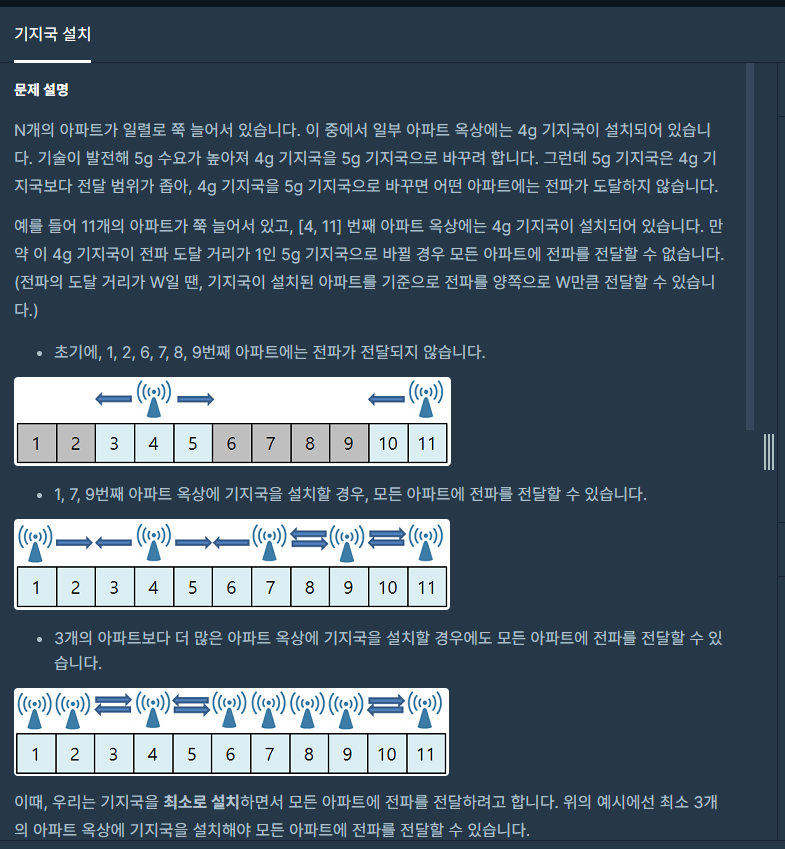 기지국 설치
문제 설명
N개의 아파트가 일렬로 쭉 늘어서 있습니다. 이 중에서 일부 아파트 옥상에는 4g 기지국이 설치되어 있습니
다. 기술이 발전해 5g 수요가 높아져 4g 기지국을 5g 기지국으로 바꾸려 합니다. 그런데 5g 기지국은 4g 기
지국보다 전달 범위가 좁아, 4g 기지국을 5g 기지국으로 바꾸면 어떤 아파트에는 전파가 도달하지 않습니다.
예를 들어 11개의 아파트가 쭉 늘어서 있고, [4, 11] 번째 아파트 옥상에는 4g 기지국이 설치되어 있습니다. 만
약 이 4g 기지국이 전파 도달 거리가 1인 5g 기지국으로 바뀔 경우 모든 아파트에 전파를 전달할 수 없습니다.
(전파의 도달 거리가 W일 땐, 기지국이 설치된 아파트를 기준으로 전파를 양쪽으로 W만큼 전달할 수 있습니
다.)
• 초기에, 1, 2, 6, 7, 8, 9번째 아파트에는 전파가 전달되지 않습니다.
1 2 3 4 5 6 7 8 9 10 11
• 1, 7, 9번째 아파트 옥상에 기지국을 설치할 경우, 모든 아파트에 전파를 전달할 수 있습니다.
1 2 3 4 5 6 7 8 9 10 11
• 3개의 아파트보다 더 많은 아파트 옥상에 기지국을 설치할 경우에도 모든 아파트에 전파를 전달할 수 있
습니다.
1 2 3 4 5 6 7 8 9 10 11
이때, 우리는 기지국을 최소로 설치하면서 모든 아파트에 전파를 전달하려고 합니다. 위의 예시에선 최소 3개
의 아파트 옥상에 기지국을 설치해야 모든 아파트에 전파를 전달할 수 있습니다.